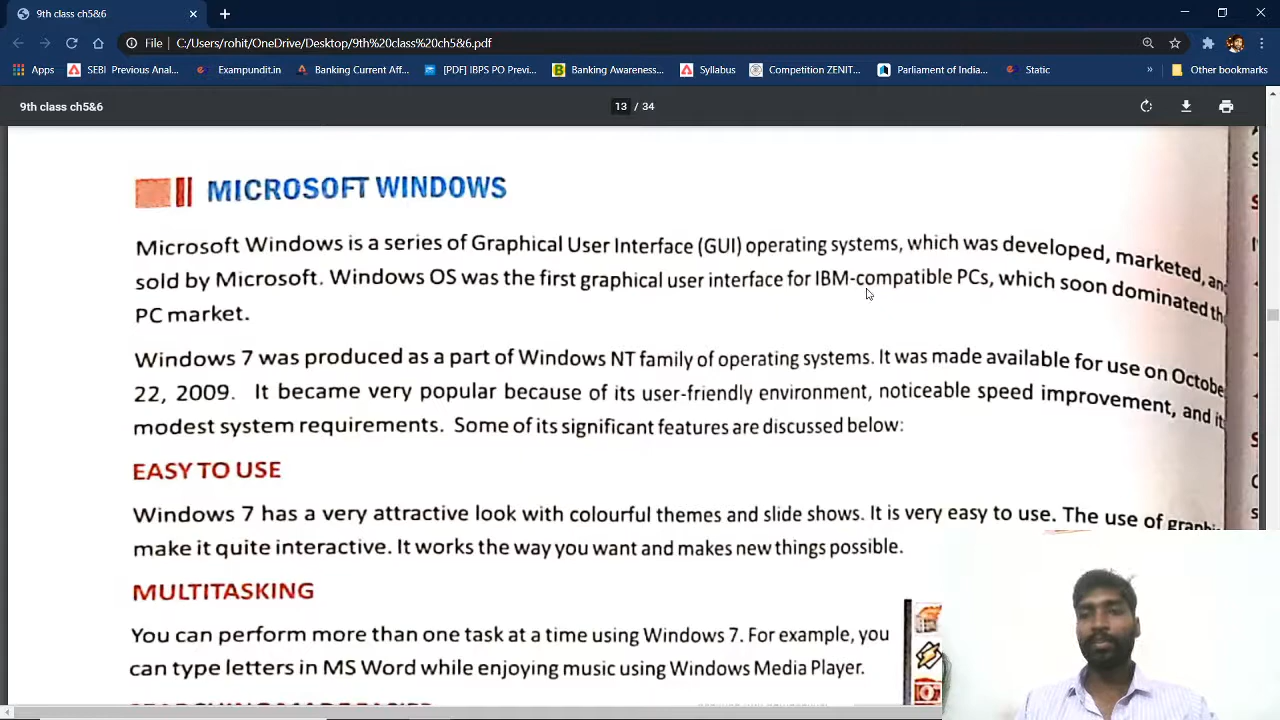 9th class ch5&6
File
C:/Users/rohit/OneDrive/Desktop/9th%20class%20ch5&6.pdf
Apps
SEBI Previous Anal...
Exampundit.in
Banking Current Aff...
[PDF] IBPS PO Previ...
Banking Awareness...
Syllabus
Competition ZENIT...
Parliament of India...
Static
»
Other bookmarks
9th class ch5&6
13 / 34
MICROSOFT WINDOWS
Microsoft Windows is a series of Graphical User Interface (GUI) operating systems, which was developed, marketed, an
sold by Microsoft. Windows OS was the first graphical user interface for IBM-compatible PCs, which soon dominated th
PC market.
Windows 7 was produced as a part of Windows NT family of operating systems. It was made available for use on Octobe
22, 2009. It became very popular because of its user-friendly environment, noticeable speed improvement, and it
modest system requirements. Some of its significant features are discussed below:
EASY TO USE
Windows 7 has a very attractive look with colourful themes and slide shows. It is very easy to use. The use of graph
make it quite interactive. It works the way you want and makes new things possible.
MULTITASKING
You can perform more than one task at a time using Windows 7. For example, you
can type letters in MS Word while enjoying music using Windows Media Player.